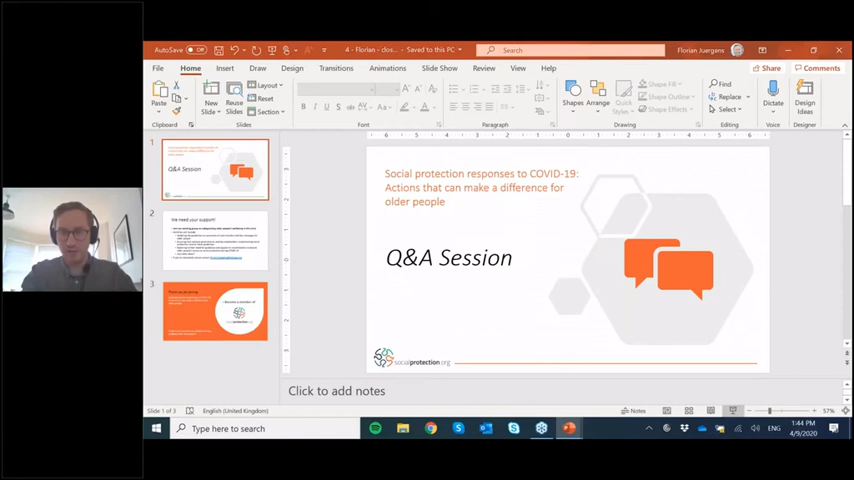 AutoSave Off
4 - Florian - clos... - Saved to this PC
Search
Florian Juergens
File Home Insert Draw Design Transitions Animations Slide Show Review View Help
Share Comments
Paste
New
Slide
Reuse
Slides
Layout
Reset
Section
Shapes
Arrange
Quick
Styles
Shape Fill
Shape Outline
Shape Effects
Find
Replace
Select
Dictate
Design
Ideas
Clipboard
Slides
Font
Paragraph
Drawing
Editing
Voice
Designer
1
Q&A Session
2
We need your support!
3
Social protection responses to COVID-19:
Actions that can make a difference for
older people
Q&A Session
socialprotection.org
Click to add notes
Slide 1 of 3
English (United Kingdom)
Notes
57%
Type here to search
ENG
1:44 PM
4/9/2020